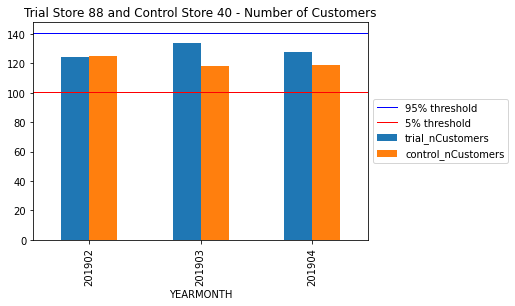 Trial Store 88 and Control Store 40 - Number of Customers
140
120
100
80
60
40
20
0
201902
201903
201904
YEARMONTH
95% threshold
5% threshold
trial_nCustomers
control_nCustomers